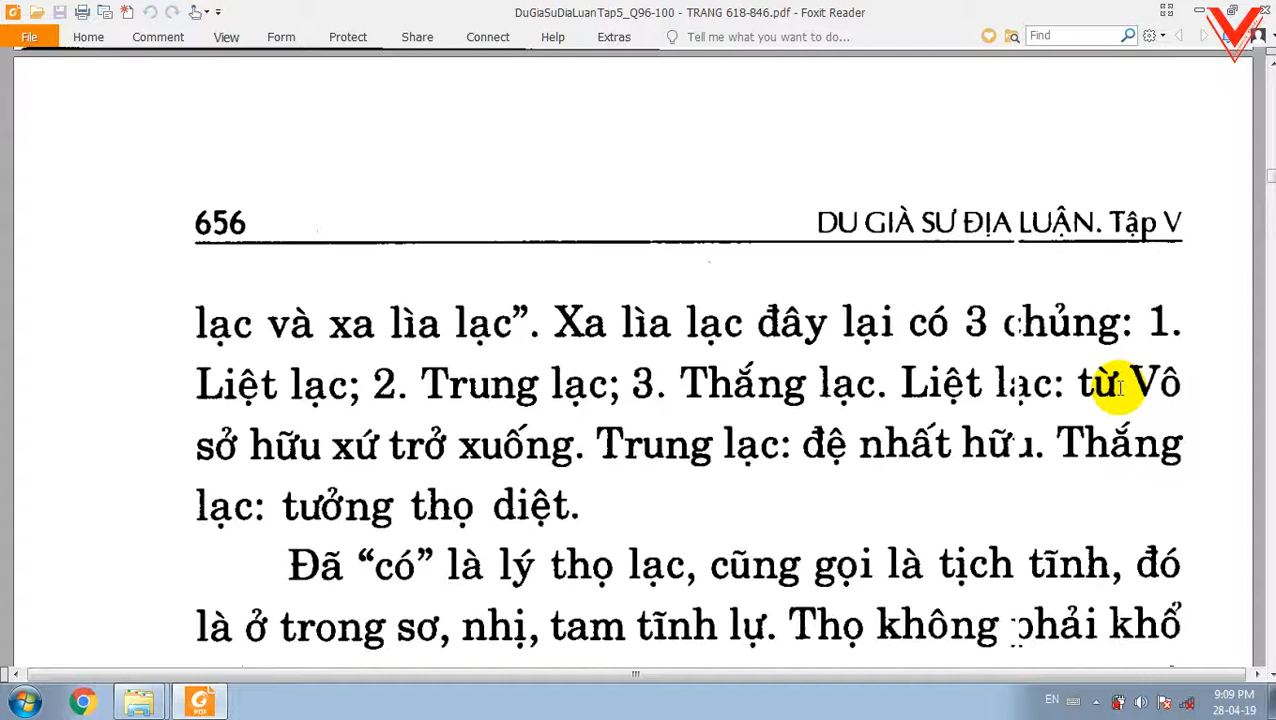 DuGiaSuDiaLuanTap5_Q96-100 - TRANG 618-846.pdf - Foxit Reader
File Home Comment View Form Protect Share Connect Help Extras Tell me what you want to do... Find
656 DU GIÀ SƯ ĐỊA LUẬN. Tập V
lạc và xa lìa lạc”. Xa lìa lạc đây lại có 3 chủng: 1.
Liệt lạc; 2. Trung lạc; 3. Thắng lạc. Liệt lạc: từ Vô
sở hữu xứ trở xuống. Trung lạc: đệ nhất hữu. Thắng
lạc: tưởng thọ diệt.
Đã “có” là lý thọ lạc, cũng gọi là tịch tĩnh, đó
là ở trong sơ, nhị, tam tĩnh lự. Thọ không phải khổ
EN 9:09 PM
28-04-19